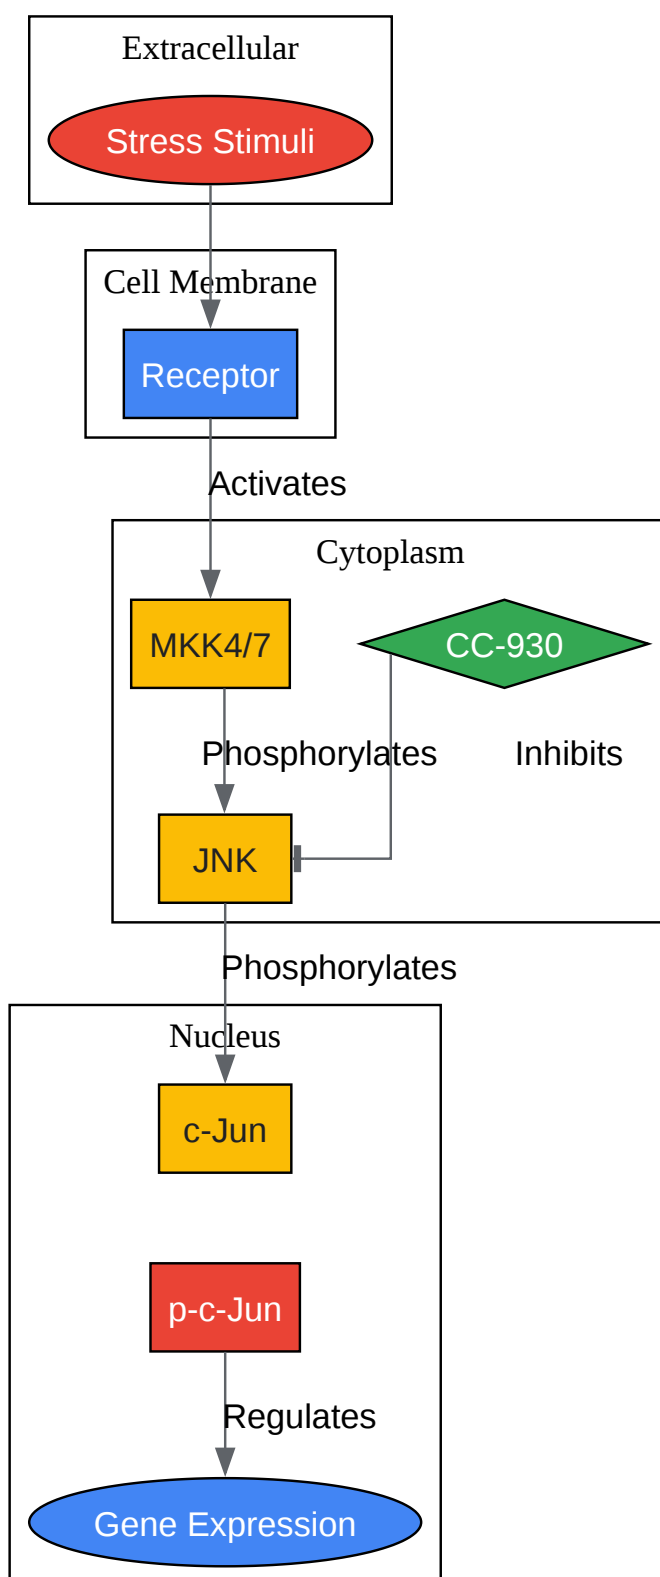 Extracellular
Stress Stimuli
Cell Membrane
Receptor
Activates
Cytoplasm
MKK4/7
CC-930
Phosphorylates
Inhibits
JNK
Phosphorylates
Nucleus
c-Jun
p-c-Jun
Regulates
Gene Expression